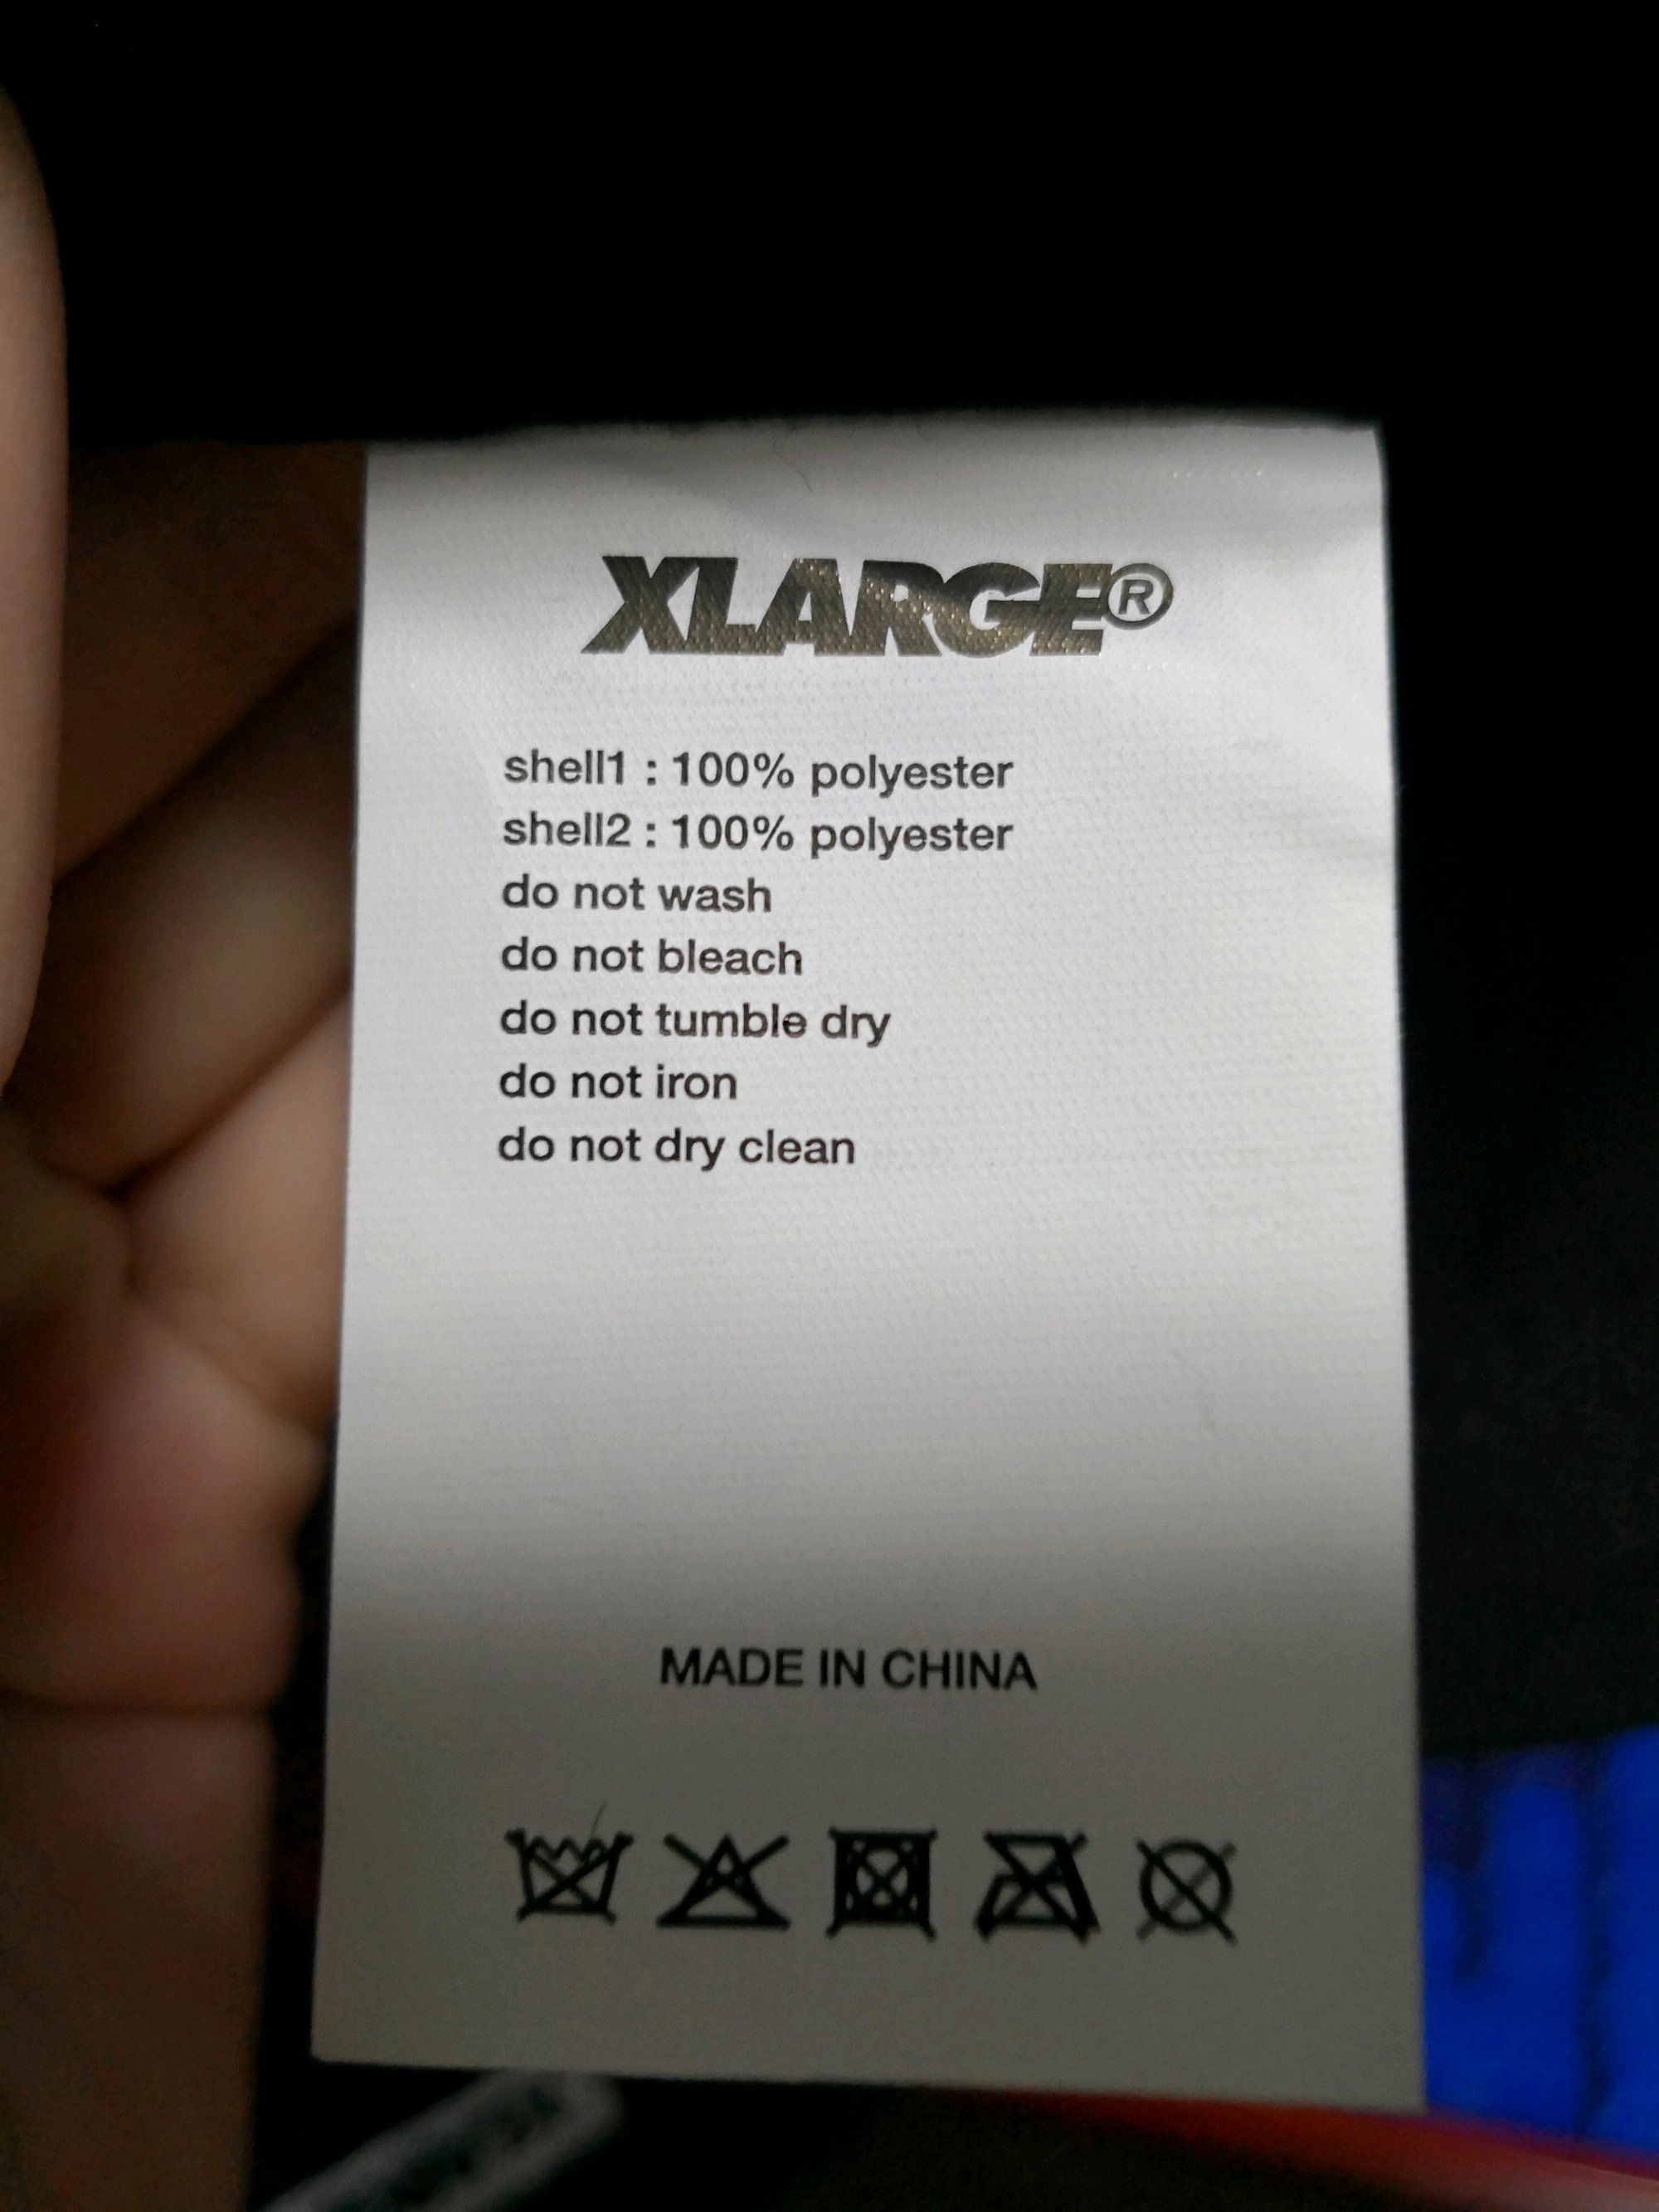 XLARGE®
shell1 : 100% polyester
shell2 : 100% polyester
do not wash
do not bleach
do not tumble dry
do not iron
do not dry clean
MADE IN CHINA